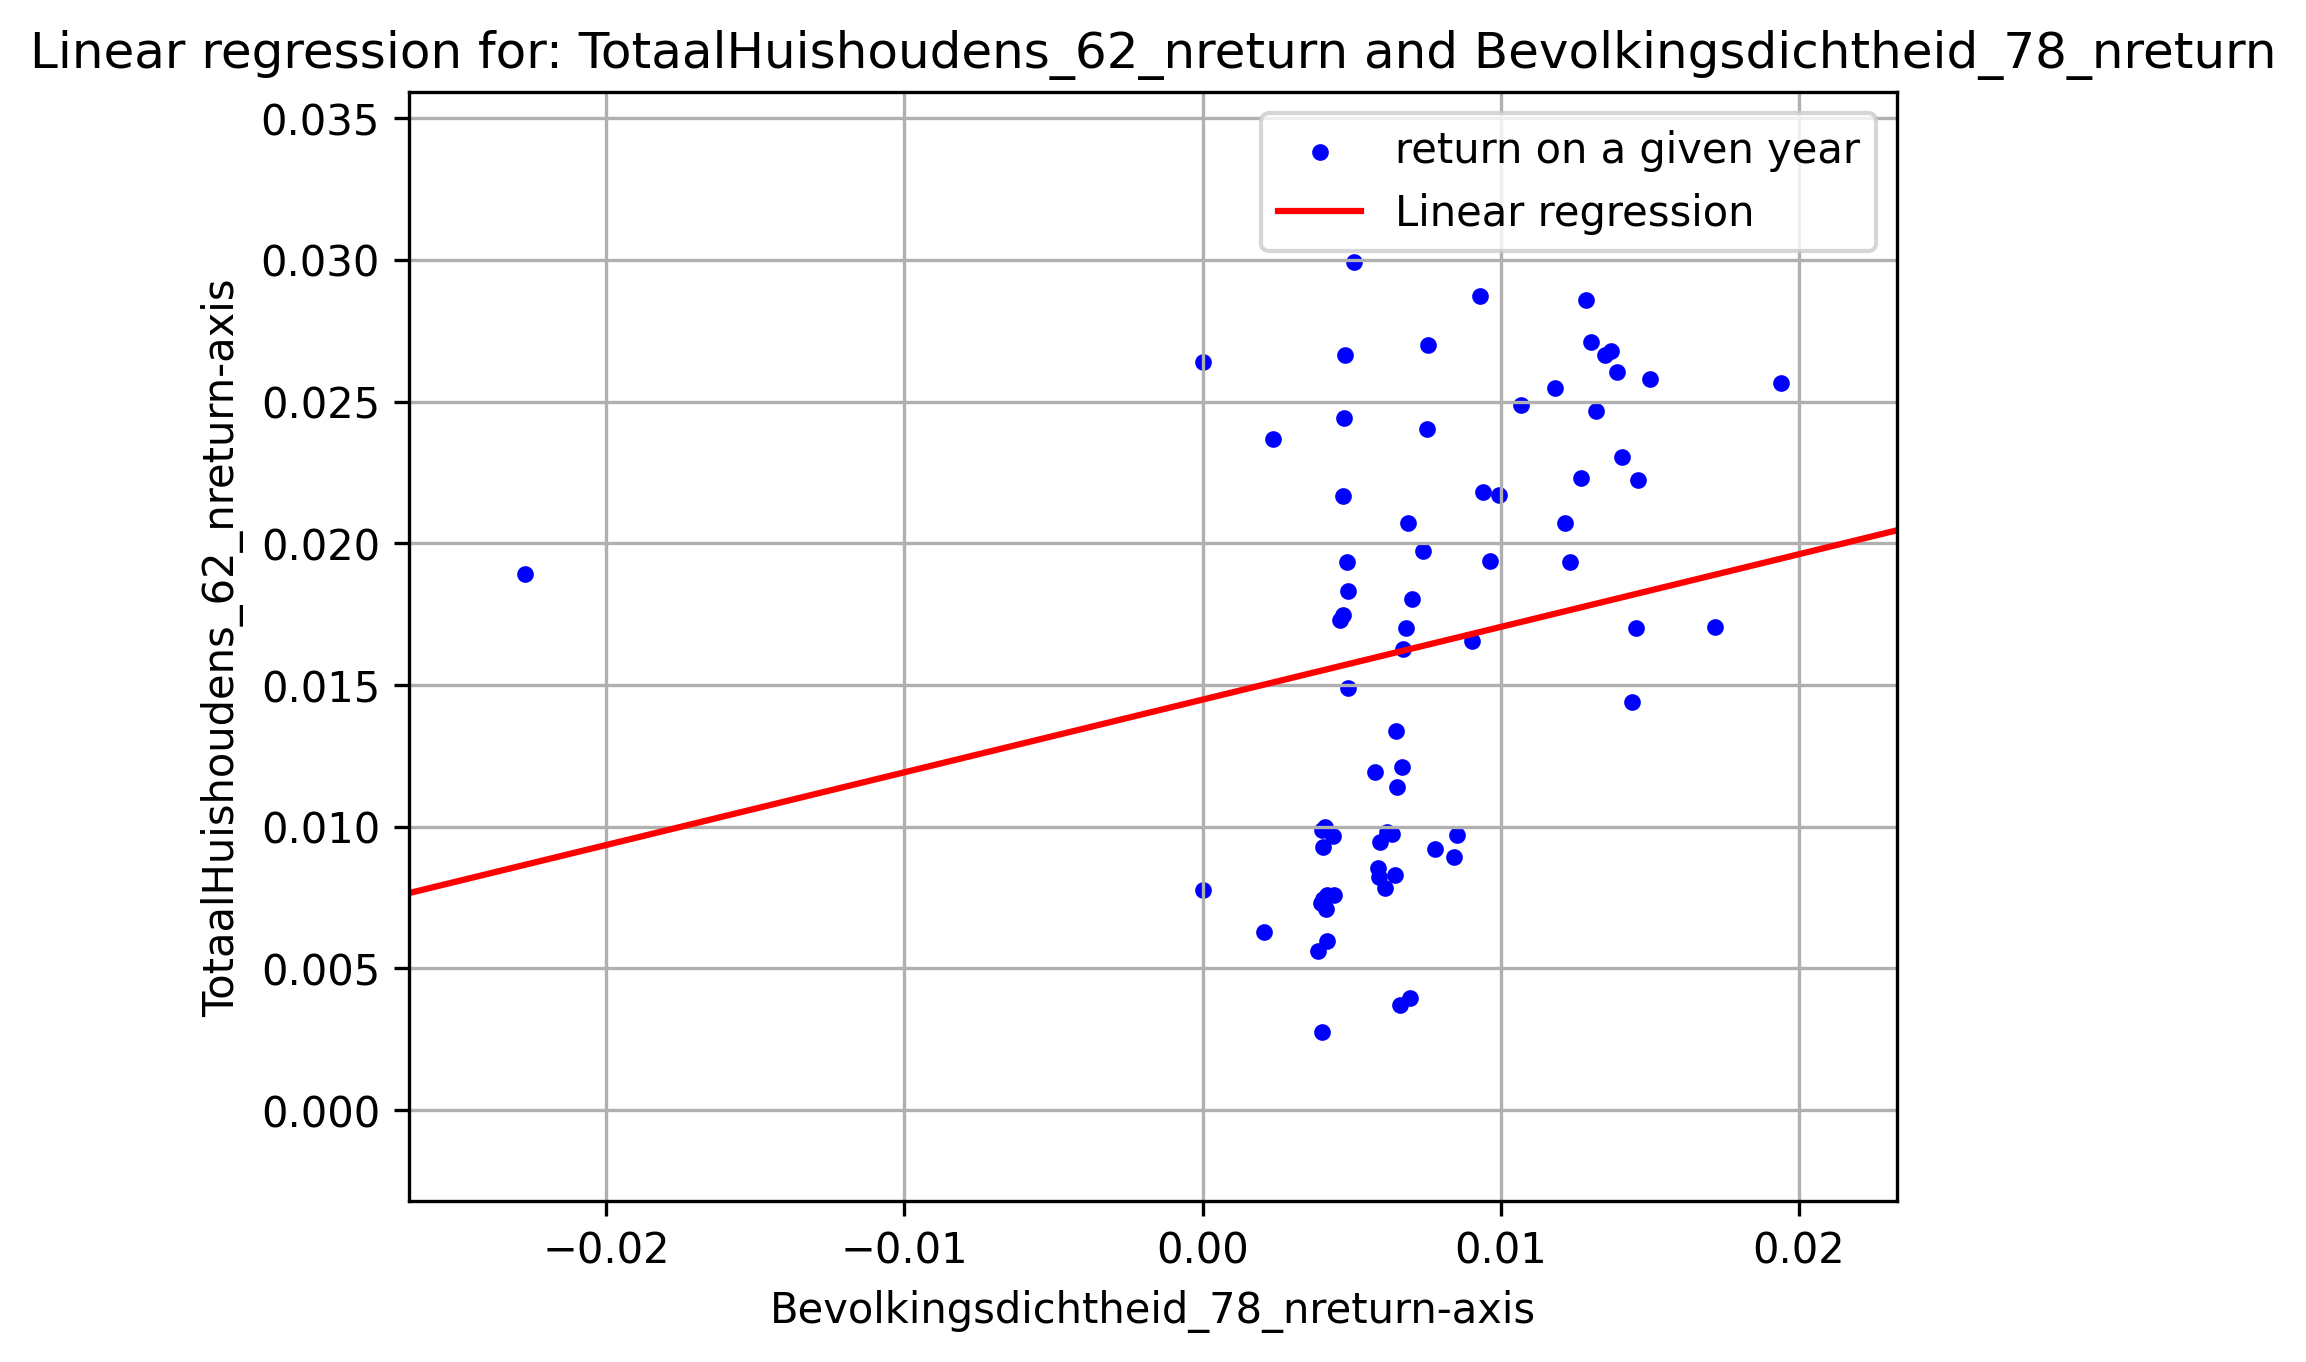 Linear regression for: TotaalHuishoudens_62_nreturn and Bevolkingsdichtheid_78_nreturn
return on a given year
Linear regression
TotaalHuishoudens_62_nreturn-axis
0.035
0.030
0.025
0.020
0.015
0.010
0.005
0.000
−0.02
−0.01
0.00
0.01
0.02
Bevolkingsdichtheid_78_nreturn-axis